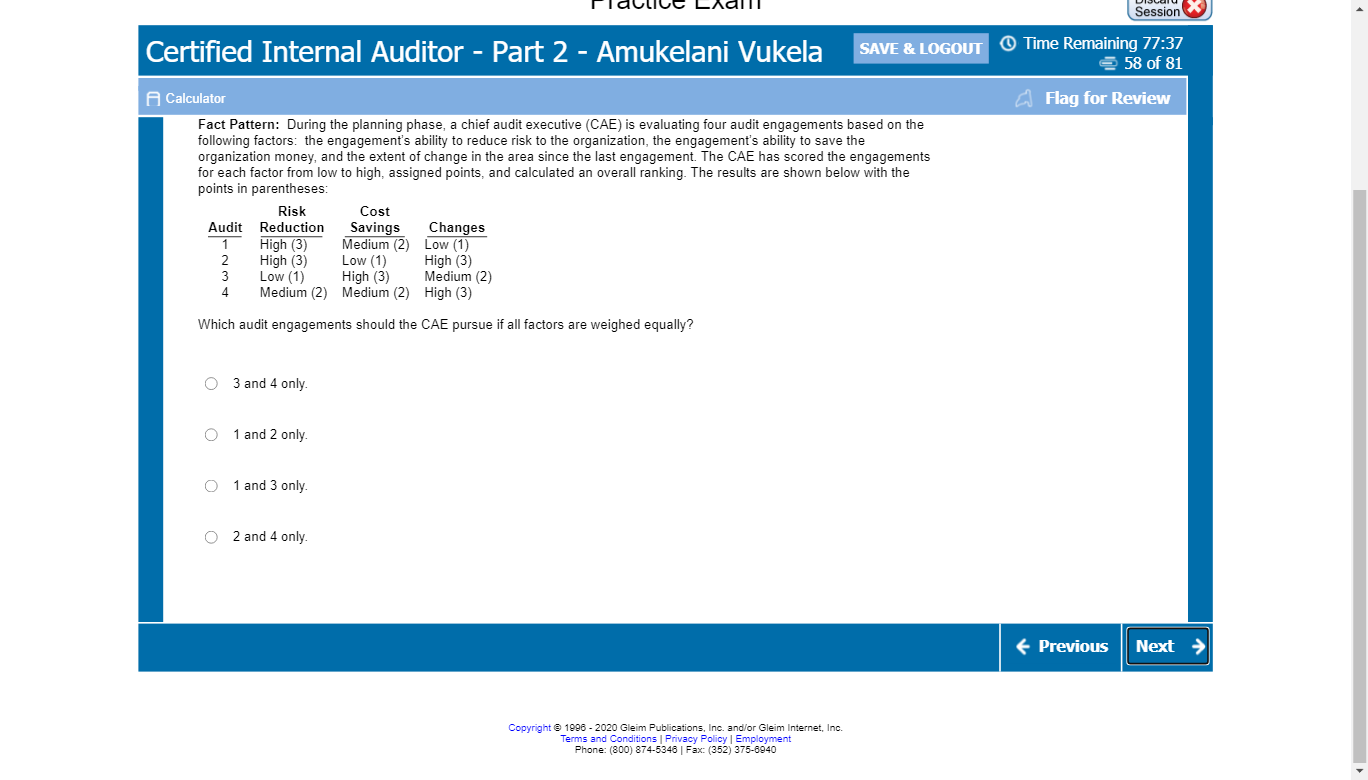 Practice Exam
Discard
Session
Certified Internal Auditor - Part 2 - Amukelani Vukela
SAVE & LOGOUT
Time Remaining 77:37
58 of 81
Calculator
Flag for Review
Fact Pattern: During the planning phase, a chief audit executive (CAE) is evaluating four audit engagements based on the
following factors: the engagement's ability to reduce risk to the organization, the engagement's ability to save the
organization money, and the extent of change in the area since the last engagement. The CAE has scored the engagements
for each factor from low to high, assigned points, and calculated an overall ranking. The results are shown below with the
points in parentheses:
Risk Cost
Audit Reduction Savings Changes
1 High (3) Medium (2) Low (1)
2 High (3) Low (1) High (3)
3 Low (1) High (3) Medium (2)
4 Medium (2) Medium (2) High (3)
Which audit engagements should the CAE pursue if all factors are weighed equally?
3 and 4 only.
1 and 2 only.
1 and 3 only.
2 and 4 only.
Previous
Next
Copyright © 1996 - 2020 Gleim Publications, Inc. and/or Gleim Internet, Inc.
Terms and Conditions | Privacy Policy | Employment
Phone: (800) 874-5346 | Fax: (352) 375-6940